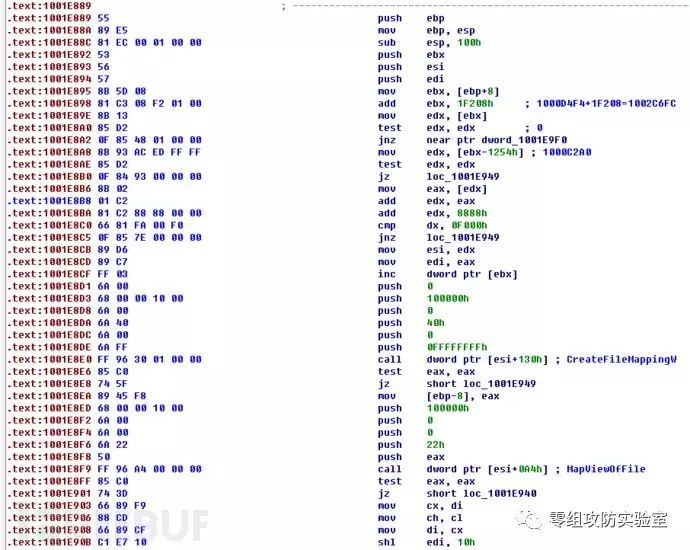 .text:1001E889 ; ----------------------------------------
.text:1001E889 55 push ebp
.text:1001E88A 89 E5 mov ebp, esp
.text:1001E88C 81 EC 00 01 00 00 sub esp, 100h
.text:1001E892 53 push ebx
.text:1001E893 56 push esi
.text:1001E894 57 push edi
.text:1001E895 8B 5D 08 mov ebx, [ebp+8]
.text:1001E898 81 C3 08 F2 01 00 add ebx, 1F208h ; 1000D4F4+1F208=1002C6FC
.text:1001E89E 8B 13 mov edx, [ebx]
.text:1001E8A0 85 D2 test edx, edx ; 0
.text:1001E8A2 0F 85 48 01 00 00 jnz near ptr dword_1001E9F0
.text:1001E8A8 8B 93 AC ED FF FF mov edx, [ebx-1254h] ; 1000C2A0
.text:1001E8AE 85 D2 test edx, edx
.text:1001E8B0 0F 84 93 00 00 00 jz loc_1001E949
.text:1001E8B6 8B 02 mov eax, [edx]
.text:1001E8B8 01 C2 add edx, eax
.text:1001E8BA 81 C2 88 88 00 00 add edx, 8888h
.text:1001E8C0 66 81 FA 00 F0 cmp dx, 0F000h
.text:1001E8C5 0F 85 7E 00 00 00 jnz loc_1001E949
.text:1001E8CB 89 D6 mov esi, edx
.text:1001E8CD 89 C7 mov edi, eax
.text:1001E8CF FF 03 inc dword ptr [ebx]
.text:1001E8D1 6A 00 push 0
.text:1001E8D3 68 00 00 10 00 push 100000h
.text:1001E8D8 6A 00 push 0
.text:1001E8DA 6A 40 push 40h
.text:1001E8DC 6A 00 push 0
.text:1001E8DE 6A FF push 0FFFFFFFFh
.text:1001E8E0 FF 96 30 01 00 00 call dword ptr [esi+130h] ; CreateFileMappingW
.text:1001E8E6 85 C0 test eax, eax
.text:1001E8E8 74 5F jz short loc_1001E949
.text:1001E8EA 89 45 F8 mov [ebp-8], eax
.text:1001E8ED 68 00 00 10 00 push 100000h
.text:1001E8F2 6A 00 push 0
.text:1001E8F4 6A 00 push 0
.text:1001E8F6 6A 22 push 22h
.text:1001E8F8 50 push eax
.text:1001E8F9 FF 96 A4 00 00 00 call dword ptr [esi+0A4h] ; MapViewOfFile
.text:1001E8FF 85 C0 test eax, eax
.text:1001E901 74 3D jz short loc_1001E940
.text:1001E903 66 89 F9 mov cx, di
.text:1001E906 88 CD mov ch, cl
.text:1001E908 66 89 CF mov di, cx
.text:1001E90B C1 E7 10 shl edi, 10h
零组攻防实验室